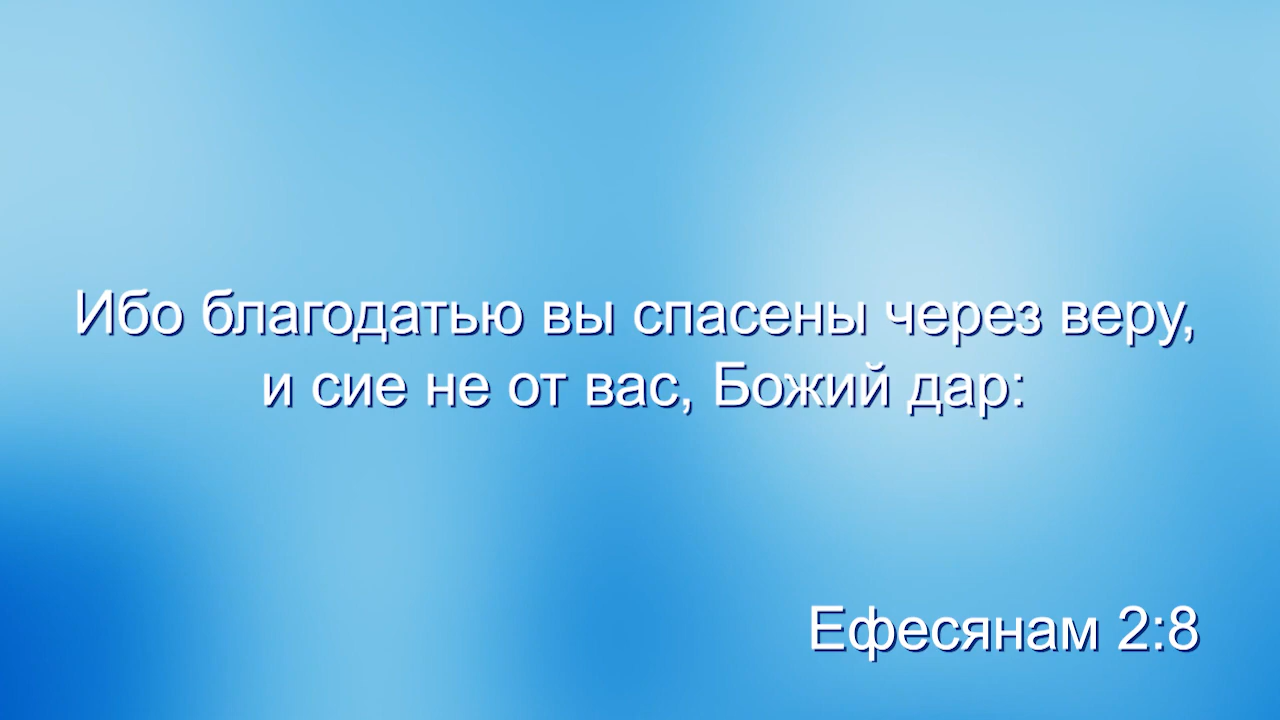 Ибо благодатью вы спасены через веру,
и сие не от вас, Божий дар:
Ефесянам 2:8